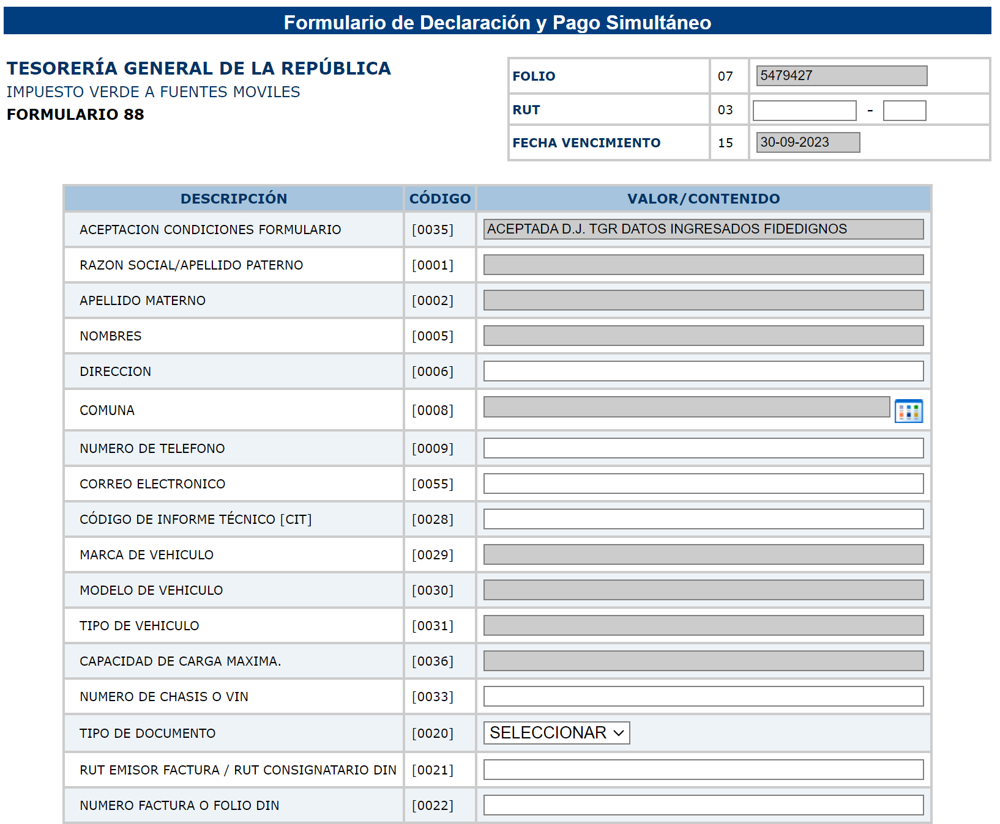 Formulario de Declaración y Pago Simultáneo
TESORERÍA GENERAL DE LA REPÚBLICA
IMPUESTO VERDE A FUENTES MOVILES
FORMULARIO 88
FOLIO 07 5479427
RUT 03 -
FECHA VENCIMIENTO 15 30-09-2023
DESCRIPCIÓN CÓDIGO VALOR/CONTENIDO
ACEPTACION CONDICIONES FORMULARIO [0035] ACEPTADA D.J. TGR DATOS INGRESADOS FIDEDIGNOS
RAZON SOCIAL/APELLIDO PATERNO [0001]
APELLIDO MATERNO [0002]
NOMBRES [0005]
DIRECCION [0006]
COMUNA [0008]
NUMERO DE TELEFONO [0009]
CORREO ELECTRONICO [0055]
CÓDIGO DE INFORME TÉCNICO [CIT] [0028]
MARCA DE VEHICULO [0029]
MODELO DE VEHICULO [0030]
TIPO DE VEHICULO [0031]
CAPACIDAD DE CARGA MAXIMA. [0036]
NUMERO DE CHASIS O VIN [0033]
TIPO DE DOCUMENTO [0020] SELECCIONAR
RUT EMISOR FACTURA / RUT CONSIGNATARIO DIN [0021]
NUMERO FACTURA O FOLIO DIN [0022]